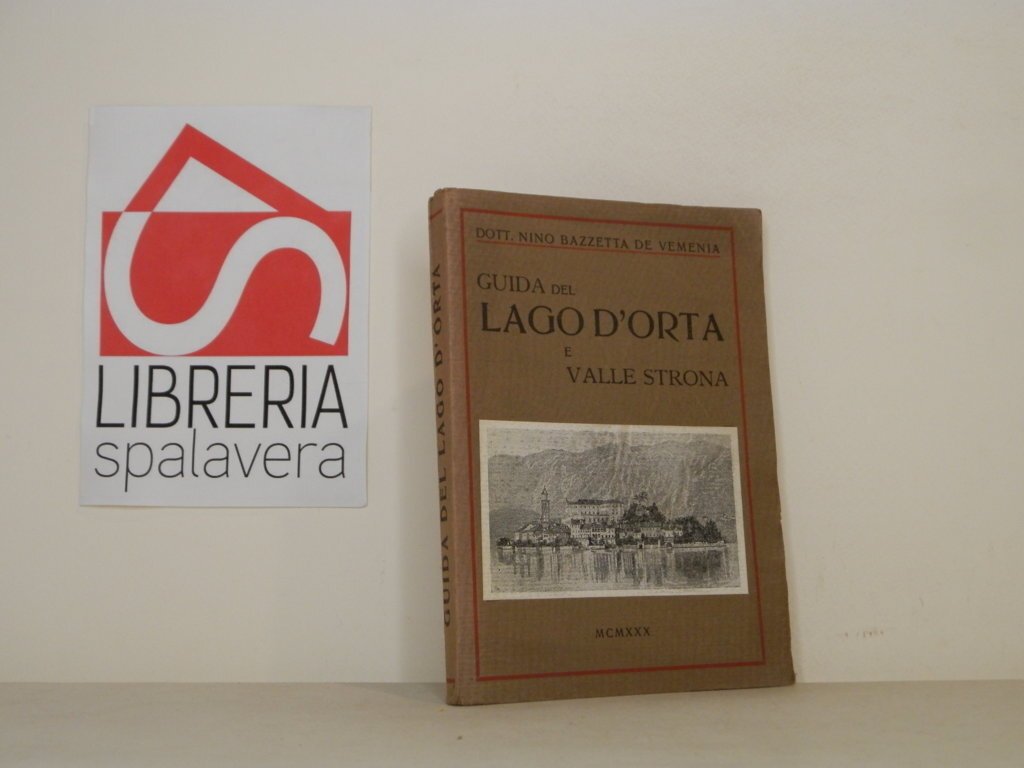 LIBRERIA
spalavera
GUIDA DEL LAGO D'ORTA
DOTT. NINO BAZZETTA DE VEMENIA
GUIDA DEL
LAGO D'ORTA
E
VALLE STRONA
MCMXXX